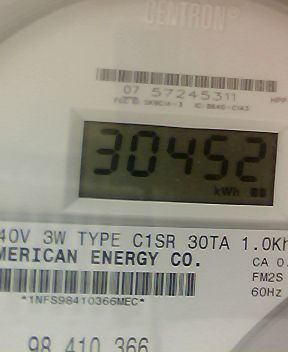 CENTRON®
07 57245311
30452
kWh
40V 3W TYPE C1SR 30TA 1.0Kh
MERICAN ENERGY CO.
CA 0.
FM2S
60Hz
*1NFS98410366MEC*
98 410 366